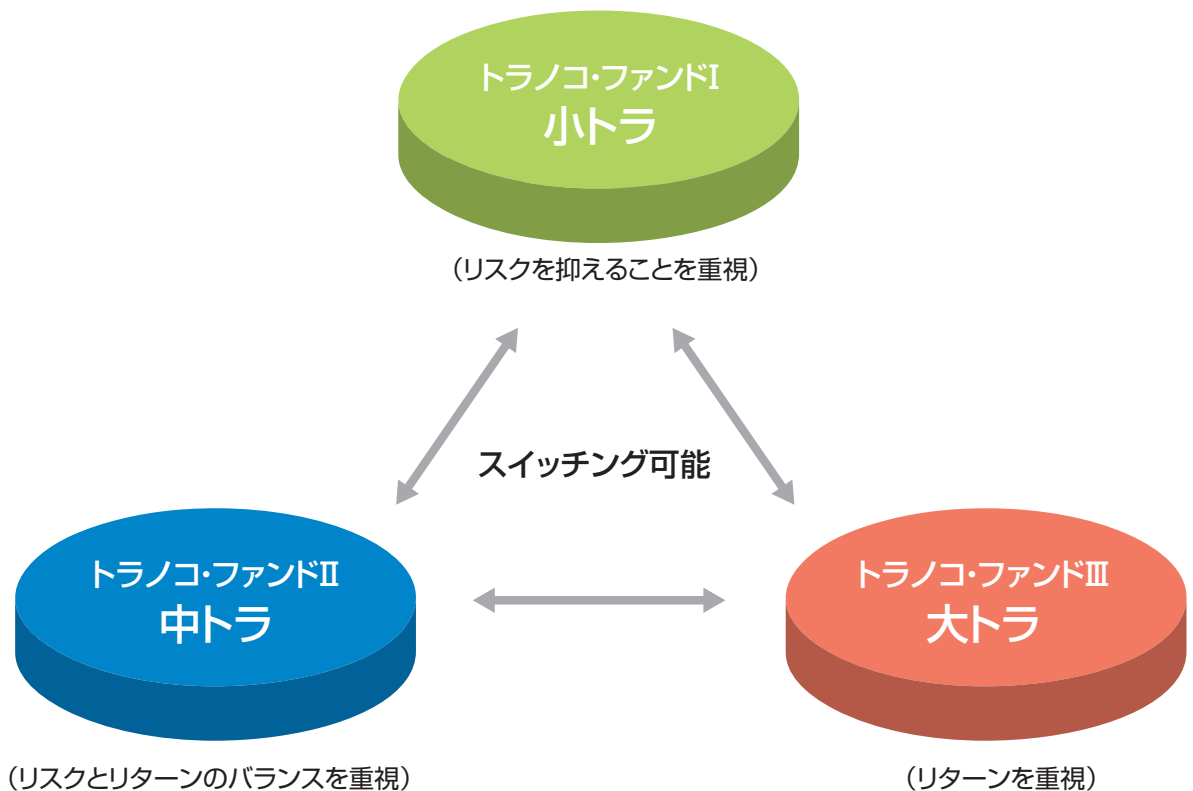 トラノコ・ファンドⅠ
小トラ
(リスクを抑えることを重視)
スイッチング可能
トラノコ・ファンドⅡ
中トラ
(リスクとリターンのバランスを重視)
トラノコ・ファンドⅢ
大トラ
(リターンを重視)